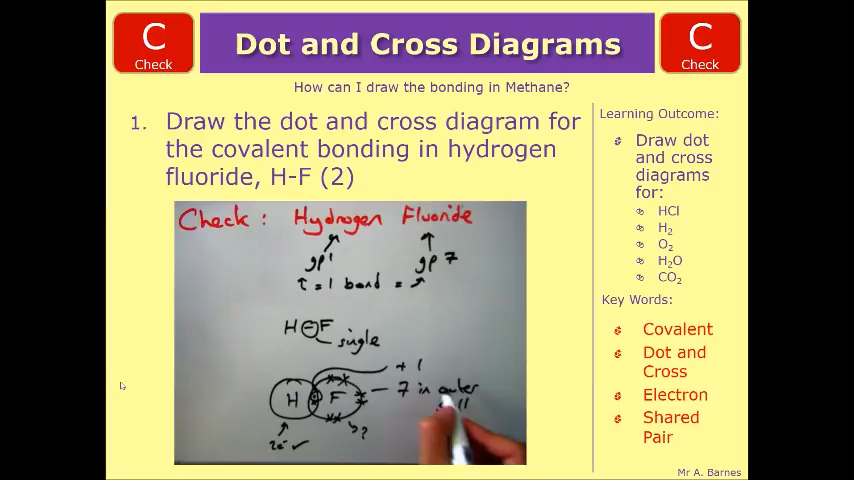 C
Check
Dot and Cross Diagrams
C
Check
How can I draw the bonding in Methane?
1. Draw the dot and cross diagram for
the covalent bonding in hydrogen
fluoride, H-F (2)
Check: Hydrogen Fluoride
gp 1 gp 7
= 1 bond =
H - F
single
+ 1
H F - 7 in outer
2e- ✓
?
Learning Outcome:
Draw dot
and cross
diagrams
for:
HCl
H₂
O₂
H₂O
CO₂
Key Words:
Covalent
Dot and
Cross
Electron
Shared
Pair
Mr A. Barnes